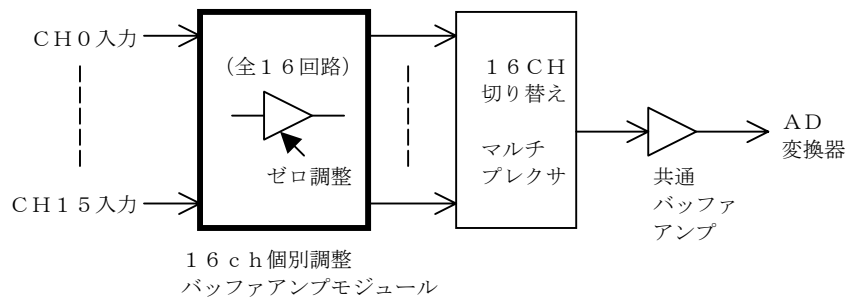 CH0入力
CH15入力
(全16回路)
ゼロ調整
16ch個別調整
バッファアンプモジュール
16CH
切り替え
マルチ
プレクサ
共通
バッファ
アンプ
AD
変換器